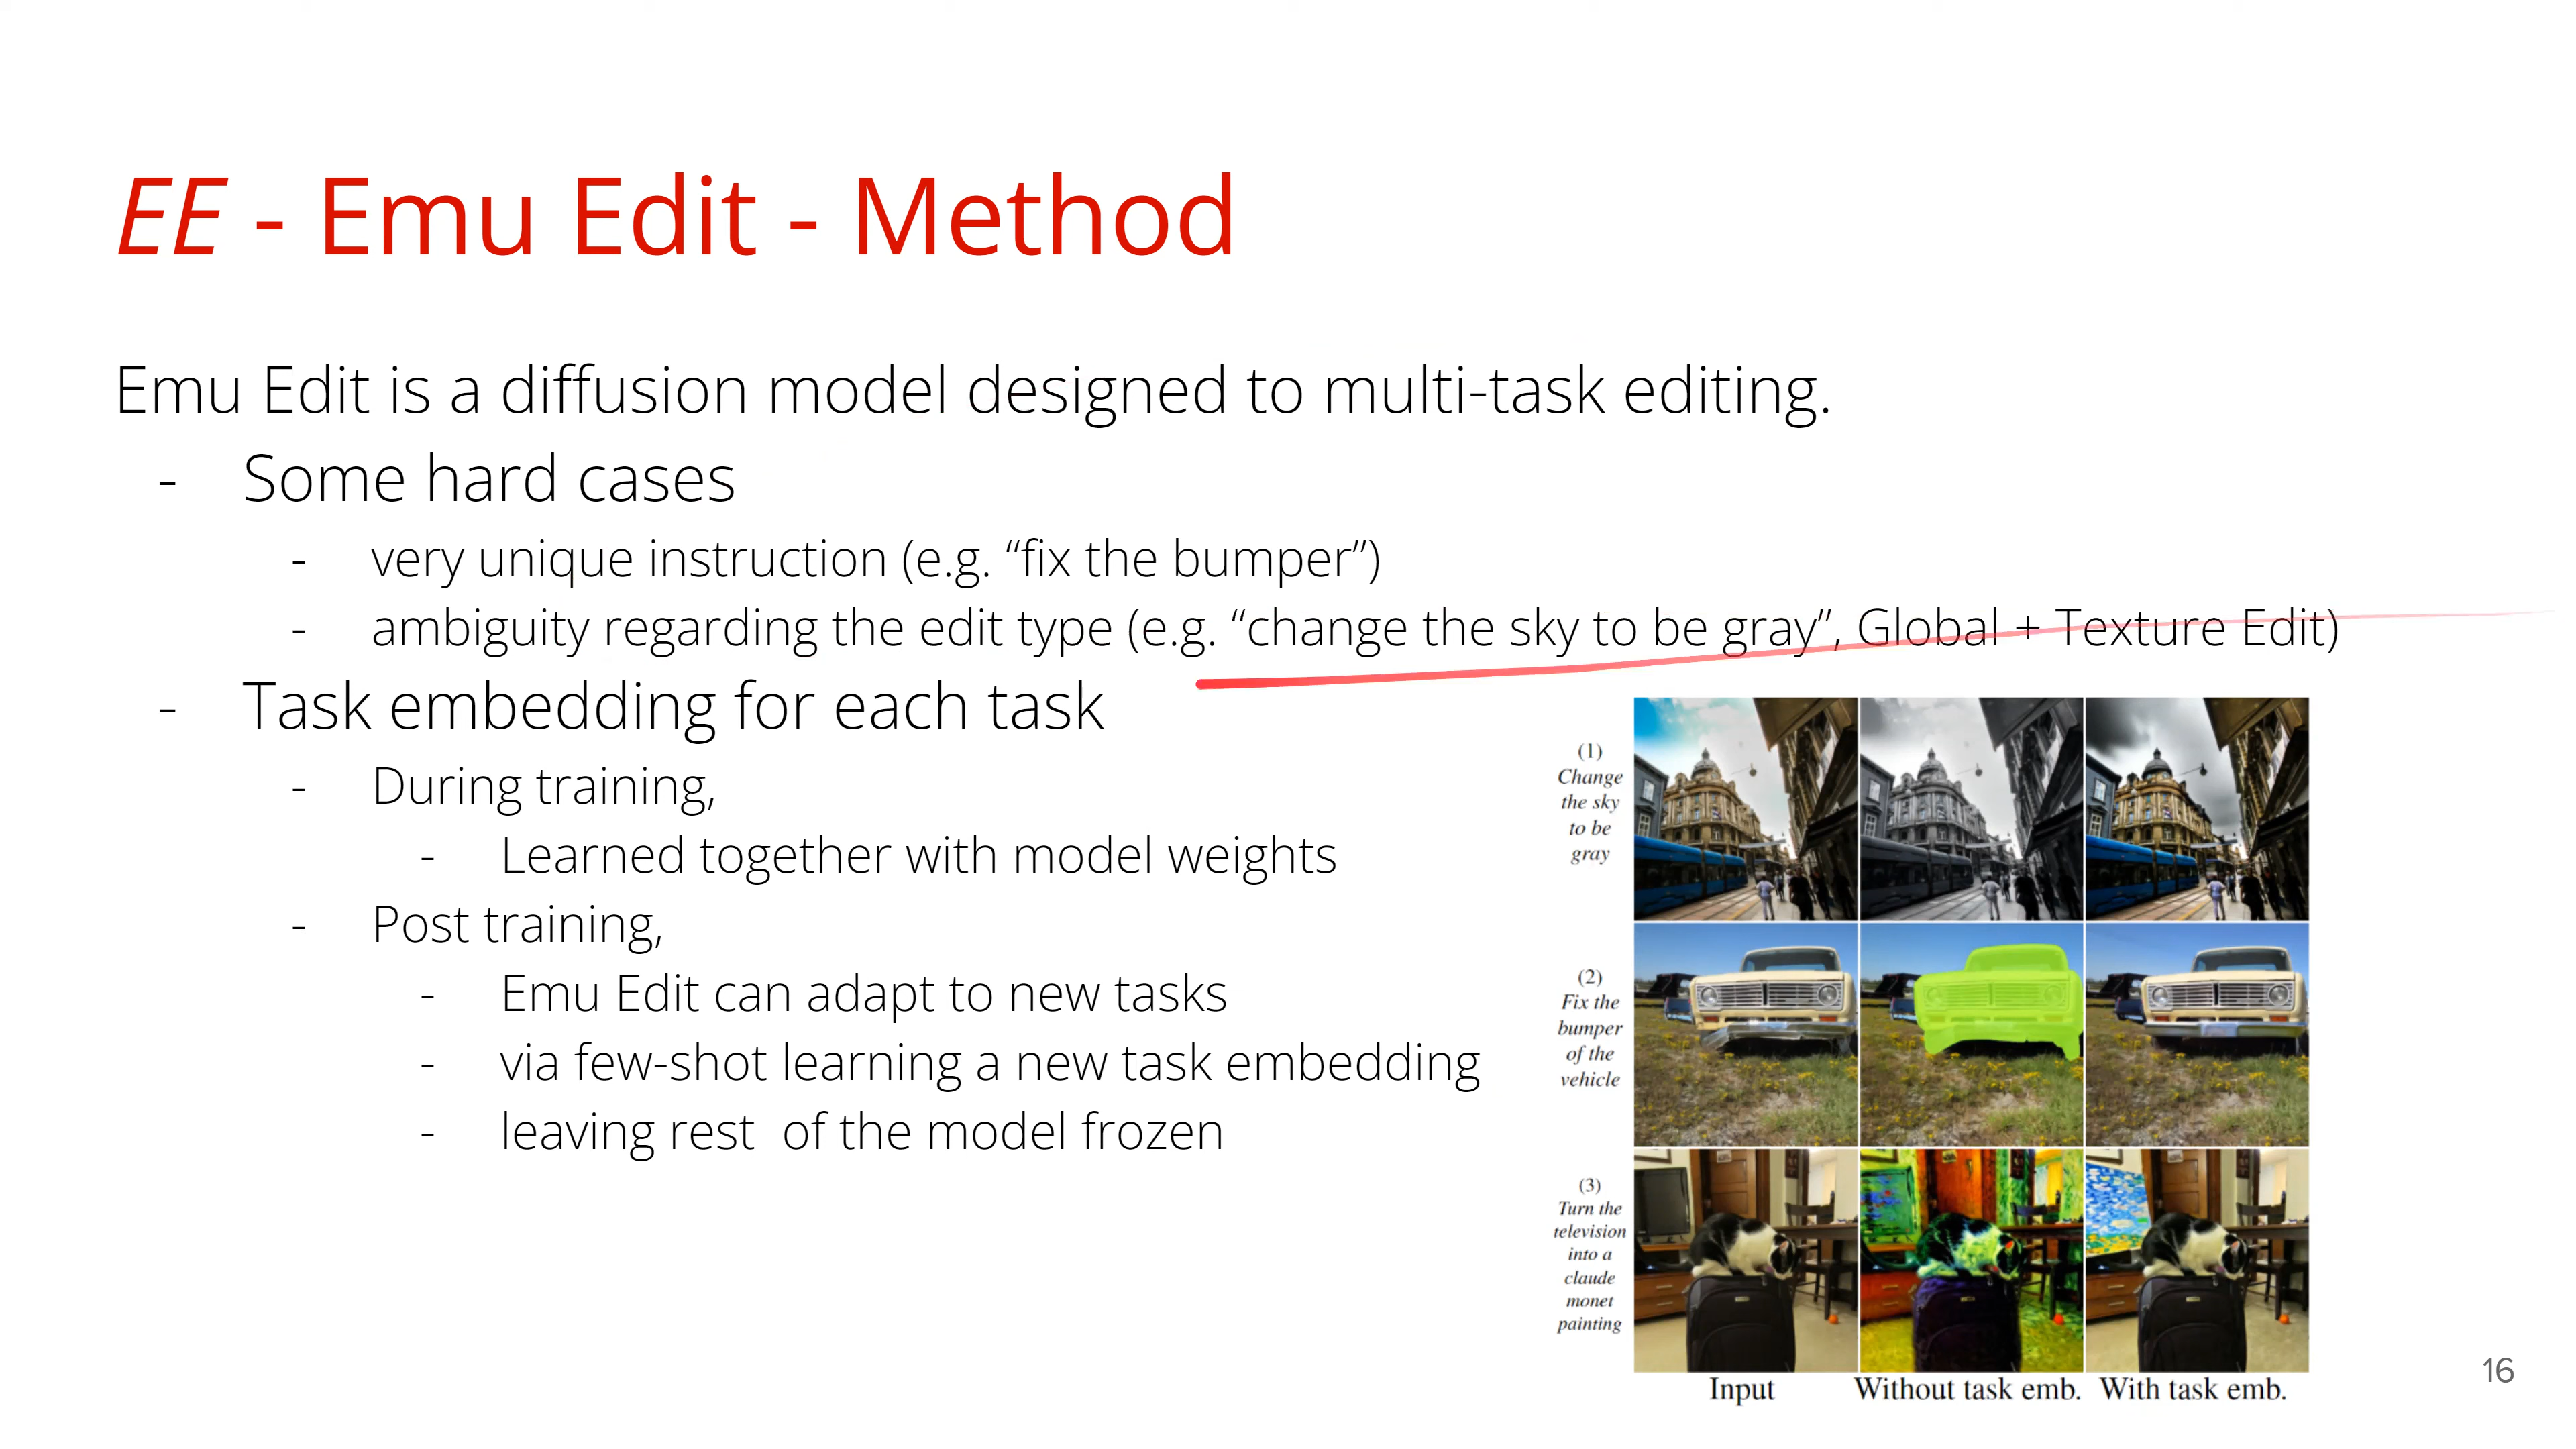 EE - Emu Edit - Method
Emu Edit is a diffusion model designed to multi-task editing.
- Some hard cases
- very unique instruction (e.g. “fix the bumper”)
- ambiguity regarding the edit type (e.g. “change the sky to be gray”, Global + Texture Edit)
- Task embedding for each task
- During training,
- Learned together with model weights
- Post training,
- Emu Edit can adapt to new tasks
- via few-shot learning a new task embedding
- leaving rest  of the model frozen
(1)
Change
the sky
to be
gray
(2)
Fix the
bumper
of the
vehicle
(3)
Turn the
television
into a
claude
monet
painting
Input
Without task emb.
With task emb.
16